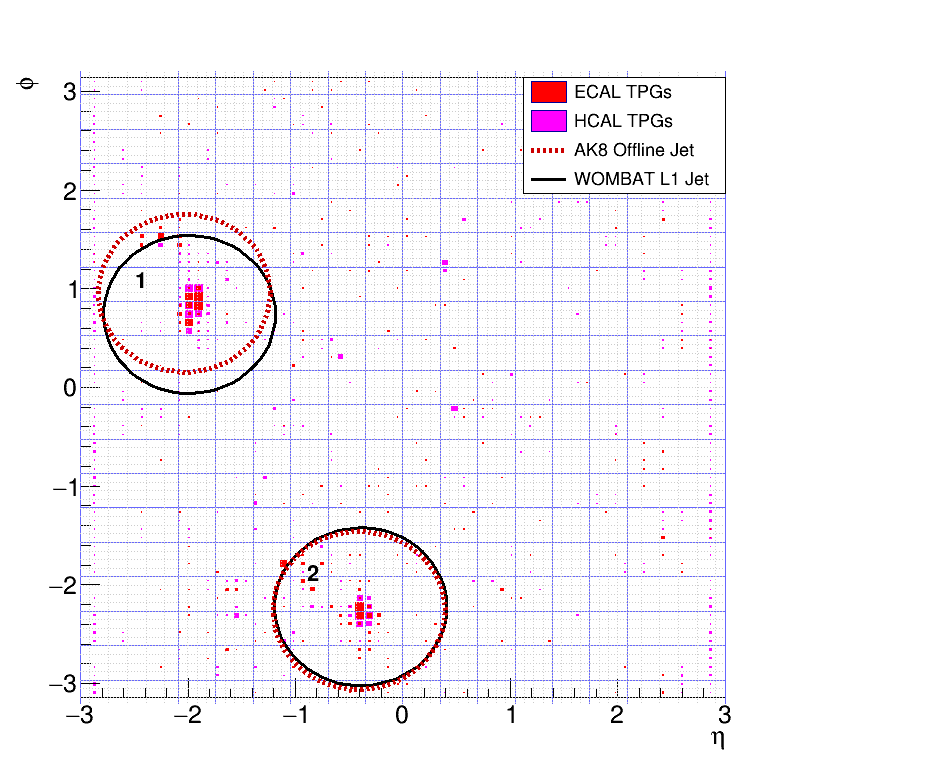 ϕ
3
2
1
0
−1
−2
−3
ECAL TPGs
HCAL TPGs
AK8 Offline Jet
WOMBAT L1 Jet
1
2
−3 −2 −1 0 1 2 3
η